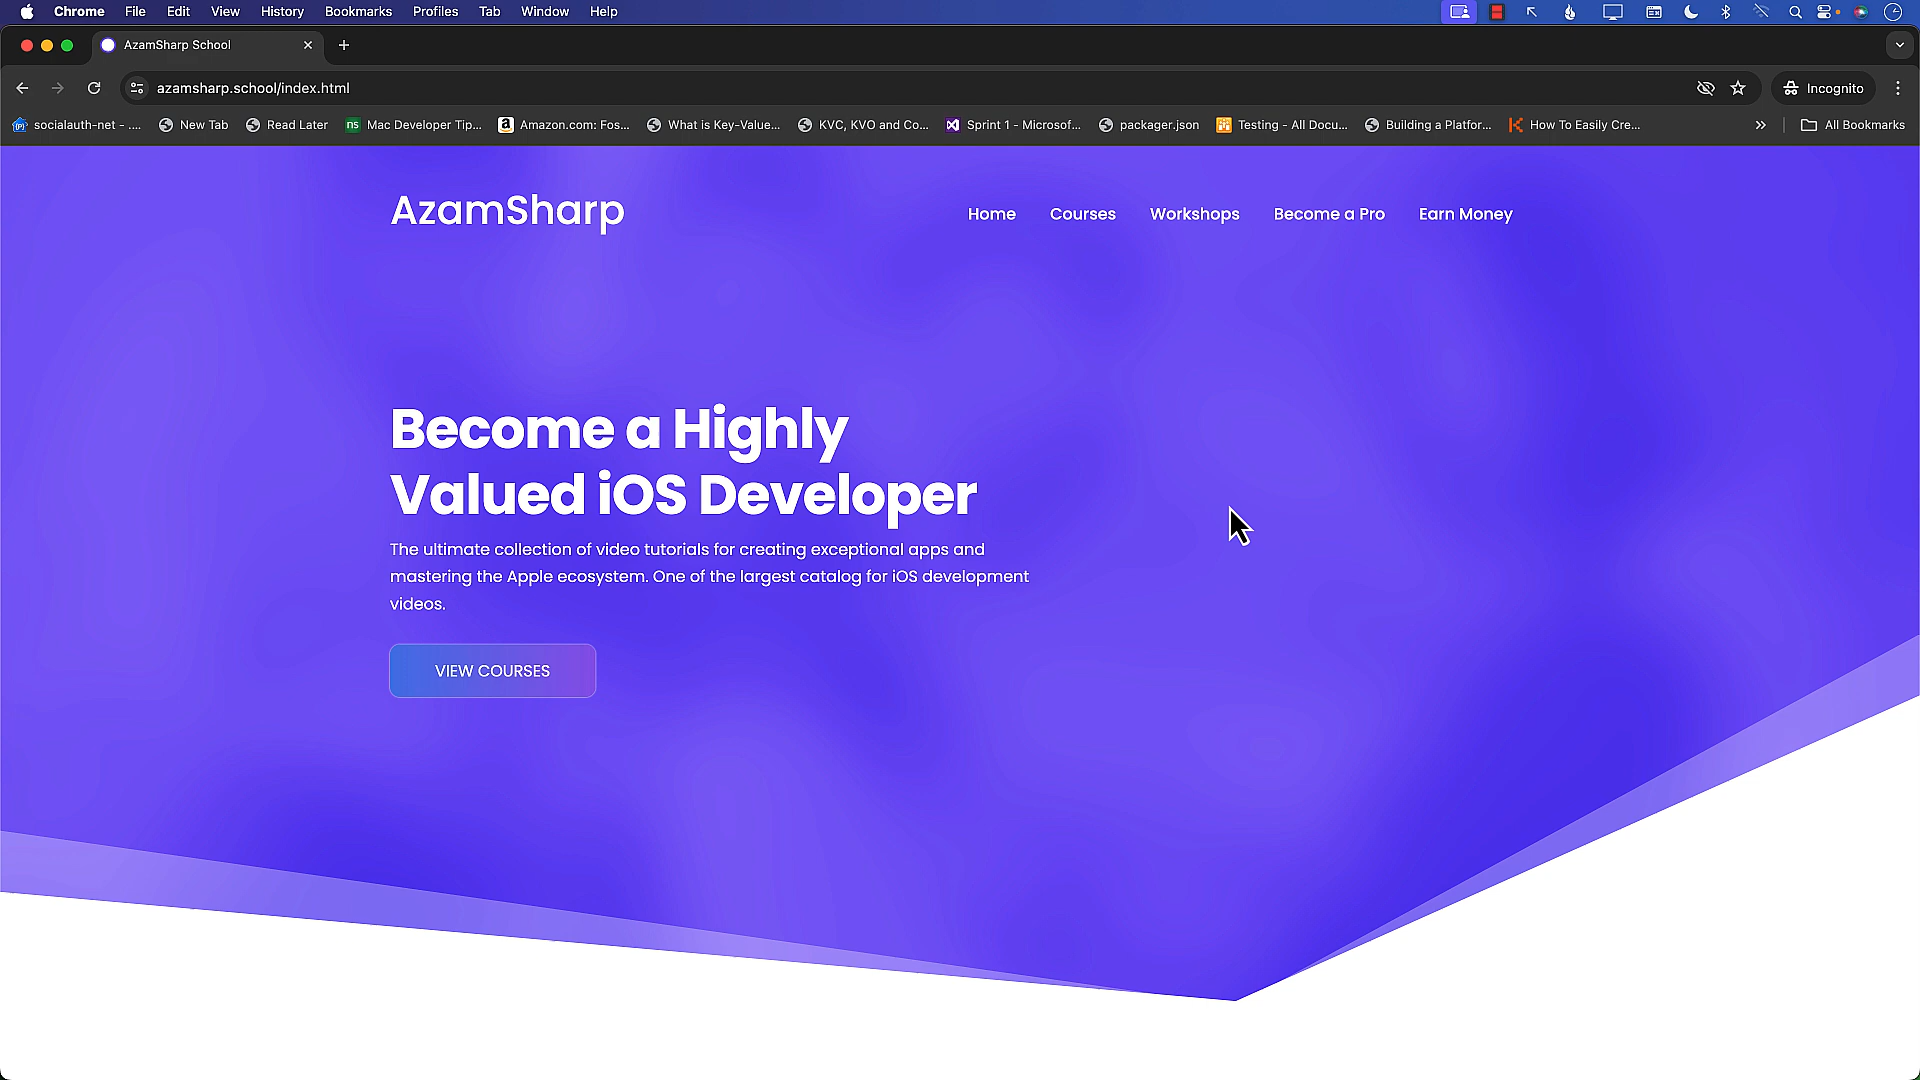 Chrome File Edit View History Bookmarks Profiles Tab Window Help
AzamSharp School
azamsharp.school/index.html
Incognito
socialauth-net - .... New Tab Read Later ns Mac Developer Tip... Amazon.com: Fos... What is Key-Value... KVC, KVO and Co... Sprint 1 - Microsof... packager.json Testing - All Docu... Building a Platfor... How To Easily Cre... All Bookmarks
AzamSharp
Home Courses Workshops Become a Pro Earn Money
Become a Highly
Valued iOS Developer
The ultimate collection of video tutorials for creating exceptional apps and
mastering the Apple ecosystem. One of the largest catalog for iOS development
videos.
VIEW COURSES